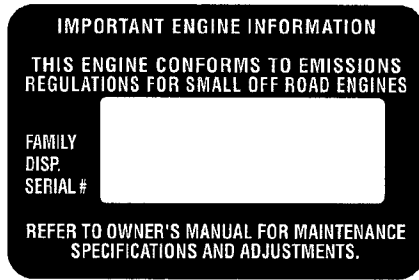 IMPORTANT ENGINE INFORMATION
THIS ENGINE CONFORMS TO EMISSIONS
REGULATIONS FOR SMALL OFF ROAD ENGINES
FAMILY
DISP.
SERIAL #
REFER TO OWNER'S MANUAL FOR MAINTENANCE
SPECIFICATIONS AND ADJUSTMENTS.